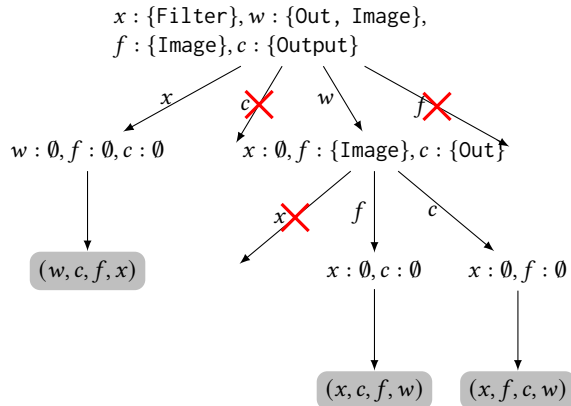 x : {Filter}, w : {Out, Image},
f : {Image}, c : {Output}
x
c
w
f
w : ∅, f : ∅, c : ∅
x : ∅, f : {Image}, c : {Out}
x
f
c
(w, c, f, x)
x : ∅, c : ∅
x : ∅, f : ∅
(x, c, f, w)
(x, f, c, w)